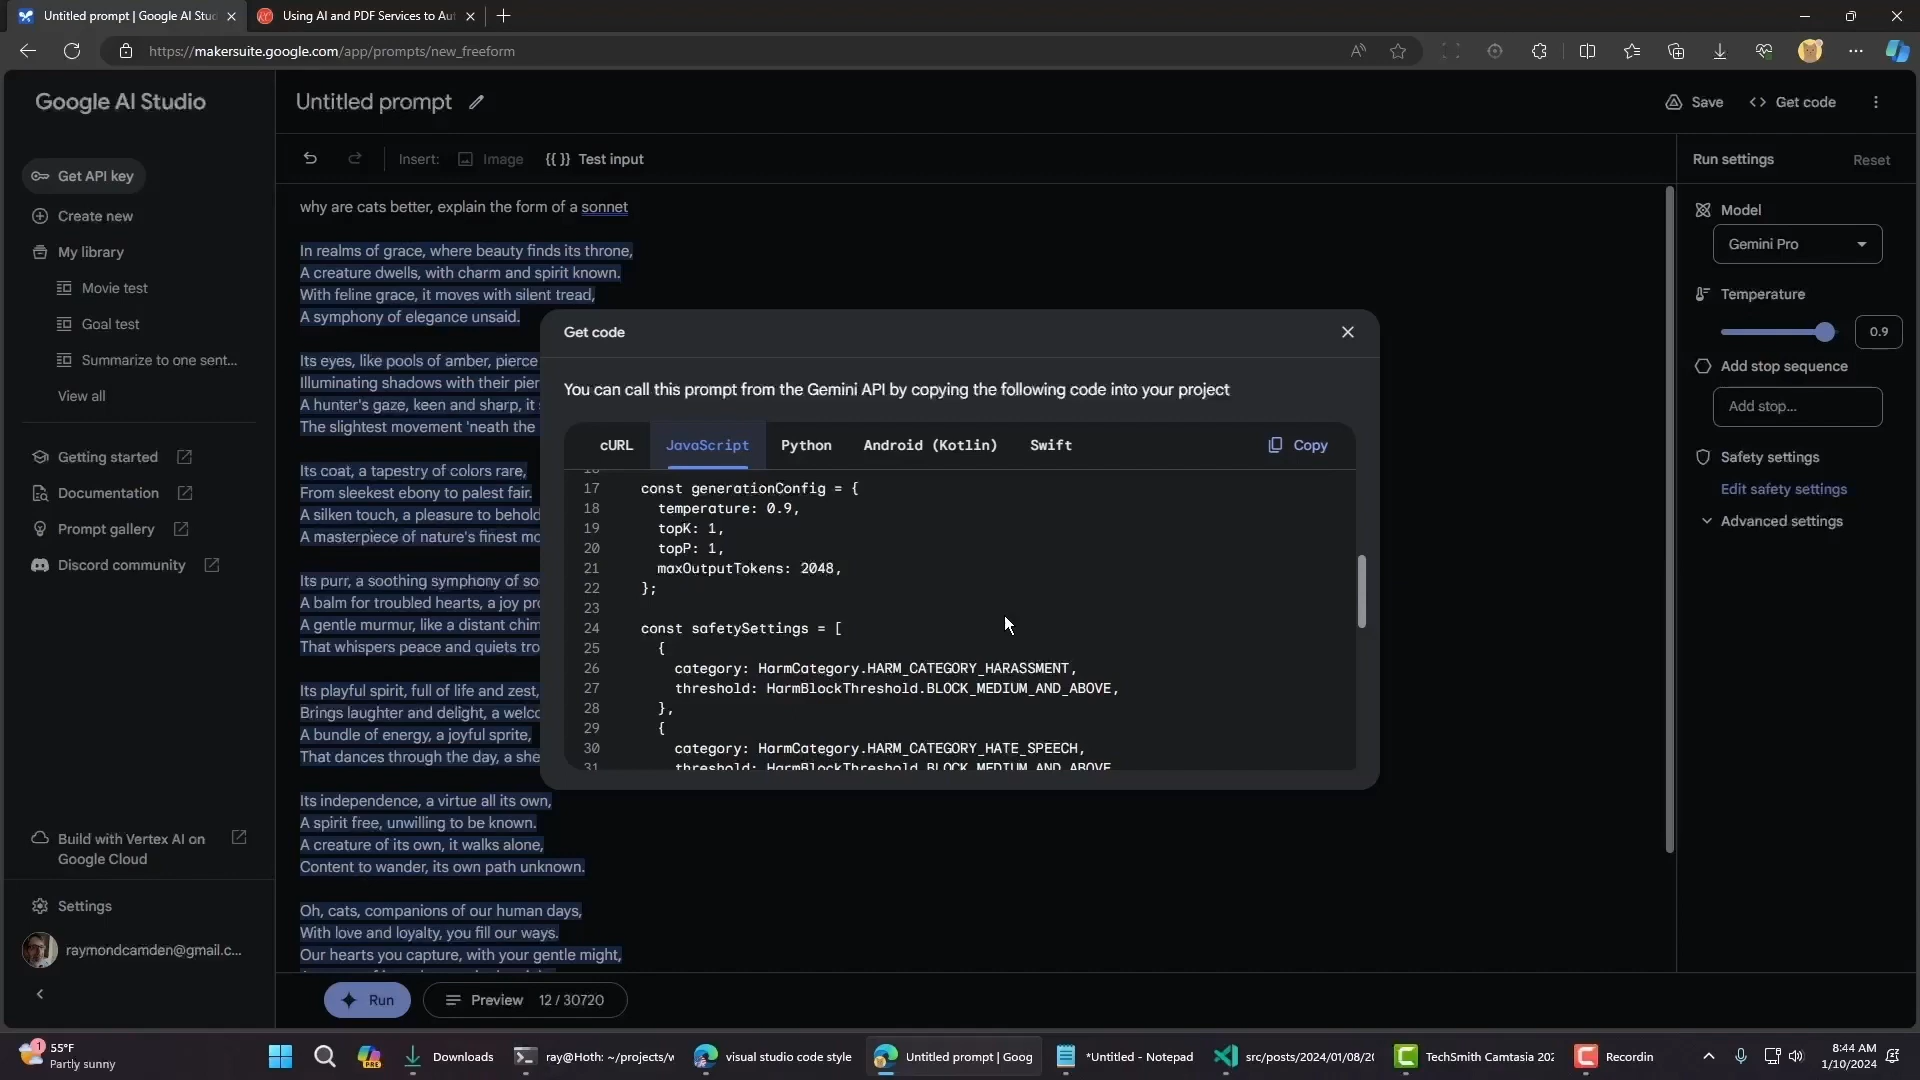 Untitled prompt | Google AI Stud
Using AI and PDF Services to Aut
https://makersuite.google.com/app/prompts/new_freeform
Google AI Studio
Untitled prompt
Save
Get code
Get API key
Create new
My library
Movie test
Goal test
Summarize to one sent...
View all
Getting started
Documentation
Prompt gallery
Discord community
Build with Vertex AI on
Google Cloud
Settings
raymondcamden@gmail.c...
Insert: Image {{ }} Test input
why are cats better, explain the form of a sonnet
In realms of grace, where beauty finds its throne,
A creature dwells, with charm and spirit known.
With feline grace, it moves with silent tread,
A symphony of elegance unsaid.
Its eyes, like pools of amber, pierce
Illuminating shadows with their pier
A hunter's gaze, keen and sharp, it
The slightest movement 'neath the
Its coat, a tapestry of colors rare,
From sleekest ebony to palest fair.
A silken touch, a pleasure to behold
A masterpiece of nature's finest mo
Its purr, a soothing symphony of so
A balm for troubled hearts, a joy pr
A gentle murmur, like a distant chim
That whispers peace and quiets tro
Its playful spirit, full of life and zest,
Brings laughter and delight, a welco
A bundle of energy, a joyful sprite,
That dances through the day, a she
Its independence, a virtue all its own,
A spirit free, unwilling to be known.
A creature of its own, it walks alone,
Content to wander, its own path unknown.
Oh, cats, companions of our human days,
With love and loyalty, you fill our ways.
Our hearts you capture, with your gentle might,
Run
Preview 12 / 30720
Get code
You can call this prompt from the Gemini API by copying the following code into your project
cURL JavaScript Python Android (Kotlin) Swift Copy
16
17 const generationConfig = {
18 temperature: 0.9,
19 topK: 1,
20 topP: 1,
21 maxOutputTokens: 2048,
22 };
23
24 const safetySettings = [
25 {
26 category: HarmCategory.HARM_CATEGORY_HARASSMENT,
27 threshold: HarmBlockThreshold.BLOCK_MEDIUM_AND_ABOVE,
28 },
29 {
30 category: HarmCategory.HARM_CATEGORY_HATE_SPEECH,
31 threshold: HarmBlockThreshold.BLOCK_MEDIUM_AND_ABOVE
Run settings Reset
Model
Gemini Pro
Temperature
0.9
Add stop sequence
Add stop...
Safety settings
Edit safety settings
Advanced settings
1
55°F
Partly sunny
PRE
Downloads
ray@Hoth: ~/projects/w
visual studio code style
Untitled prompt | Goog
*Untitled - Notepad
src/posts/2024/01/08/20
TechSmith Camtasia 202
Recordin
8:44 AM
1/10/2024